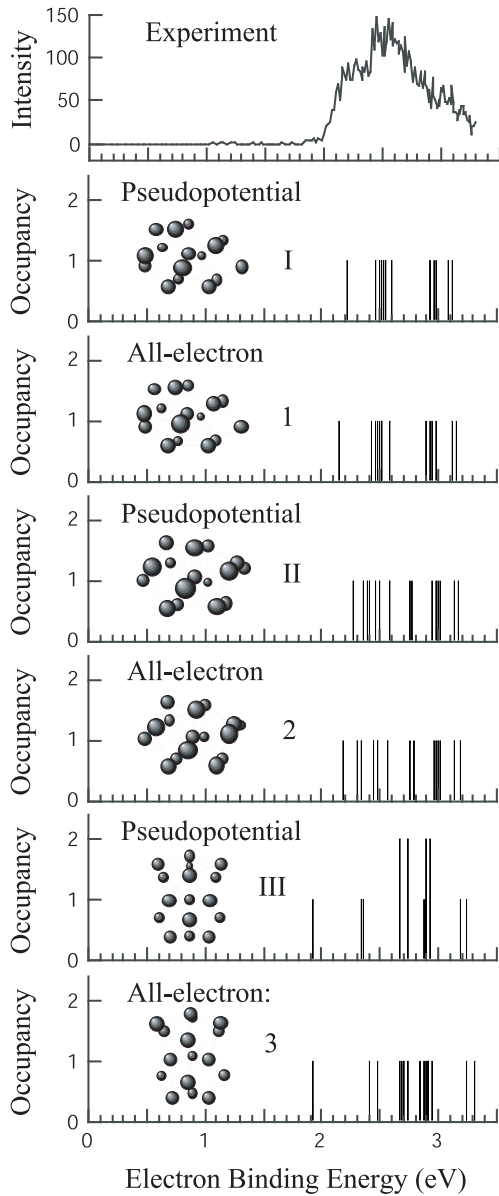 150
Experiment
100
Intensity
50
0
Pseudopotential
2
Occupancy
1
I
0
All-electron
2
Occupancy
1
1
0
Pseudopotential
2
Occupancy
1
II
0
All-electron
2
Occupancy
1
2
0
Pseudopotential
2
Occupancy
1
III
0
All-electron:
2
Occupancy
1
3
0
0 1 2 3
Electron Binding Energy (eV)